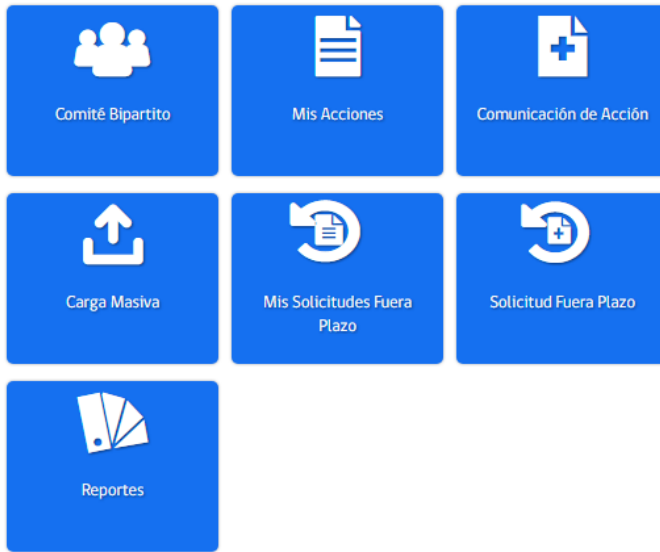 Comité Bipartito
Mis Acciones
Comunicación de Acción
Carga Masiva
Mis Solicitudes Fuera
Plazo
Solicitud Fuera Plazo
Reportes